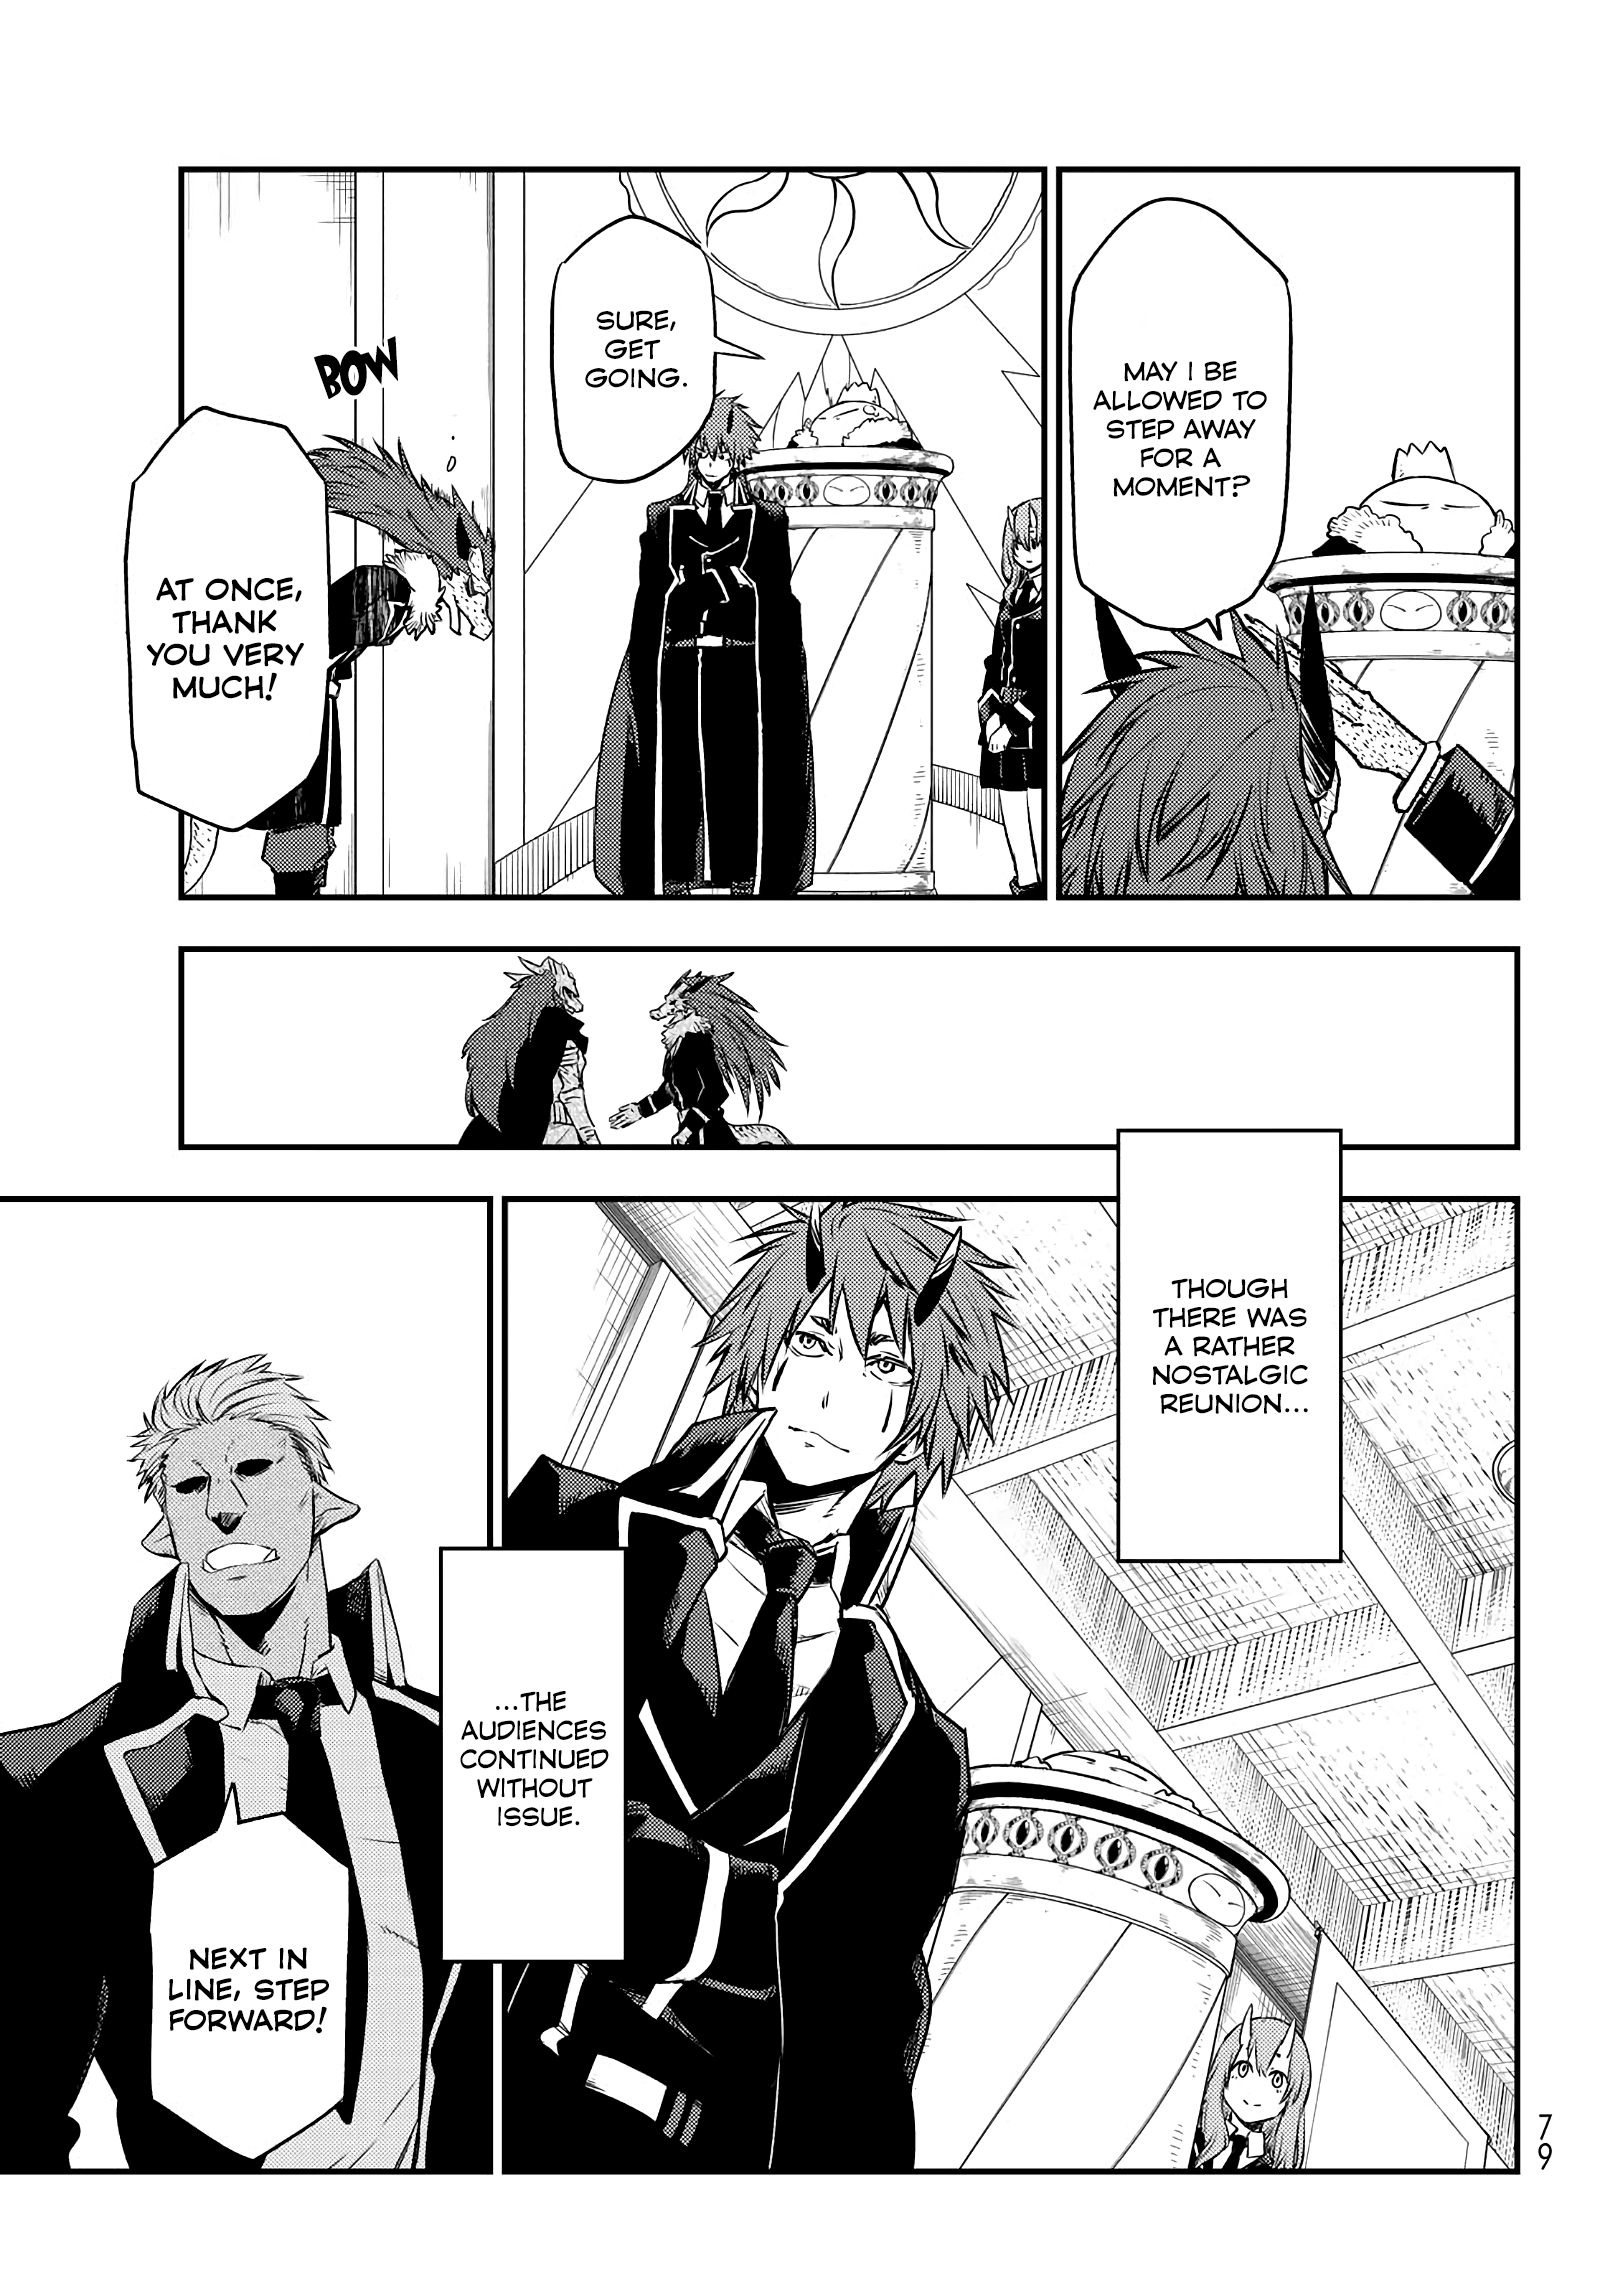 MAY I BE
ALLOWED TO
STEP AWAY
FOR A
MOMENT?
SURE,
GET
GOING.
BOW
AT ONCE,
THANK
YOU VERY
MUCH!
THOUGH
THERE WAS
A RATHER
NOSTALGIC
REUNION...
...THE
AUDIENCES
CONTINUED
WITHOUT
ISSUE.
NEXT IN
LINE, STEP
FORWARD!
79